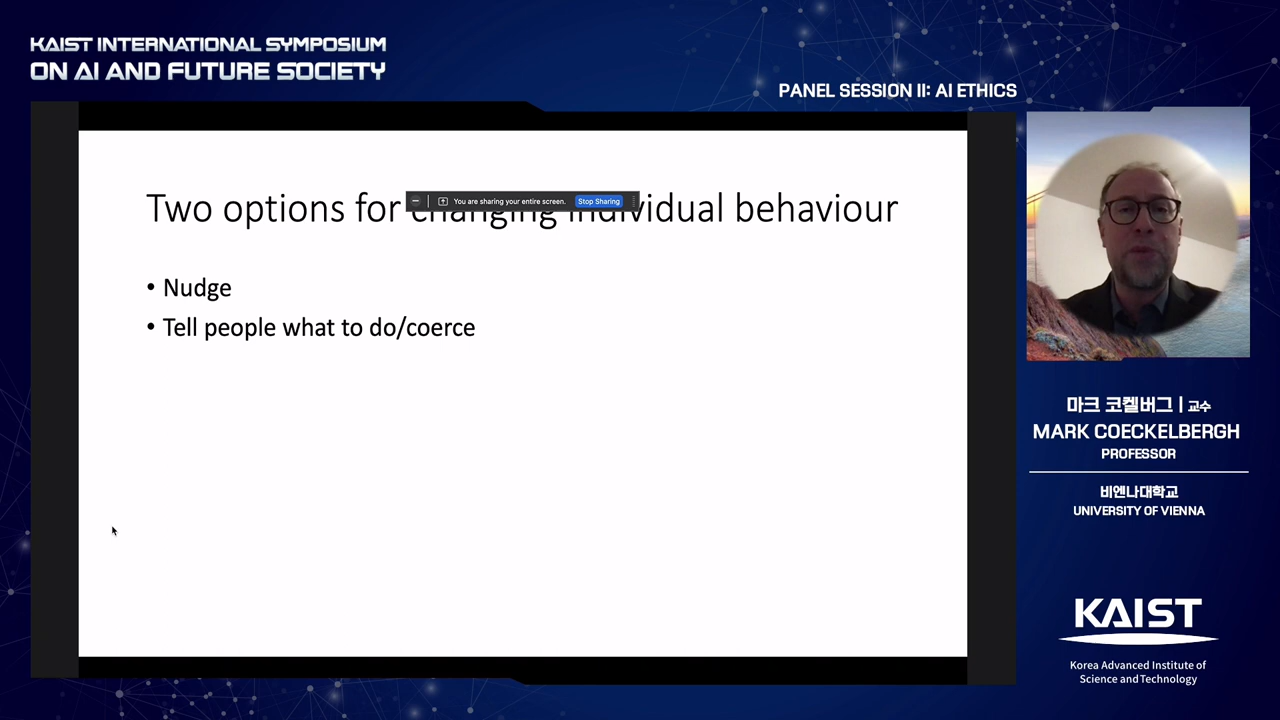 KAIST INTERNATIONAL SYMPOSIUM
ON AI AND FUTURE SOCIETY
PANEL SESSION II: AI ETHICS
Two options for changing individual behaviour
You are sharing your entire screen.
Stop Sharing
• Nudge
• Tell people what to do/coerce
마크 코켈버그 | 교수
MARK COECKELBERGH
PROFESSOR
비엔나대학교
UNIVERSITY OF VIENNA
KAIST
Korea Advanced Institute of
Science and Technology